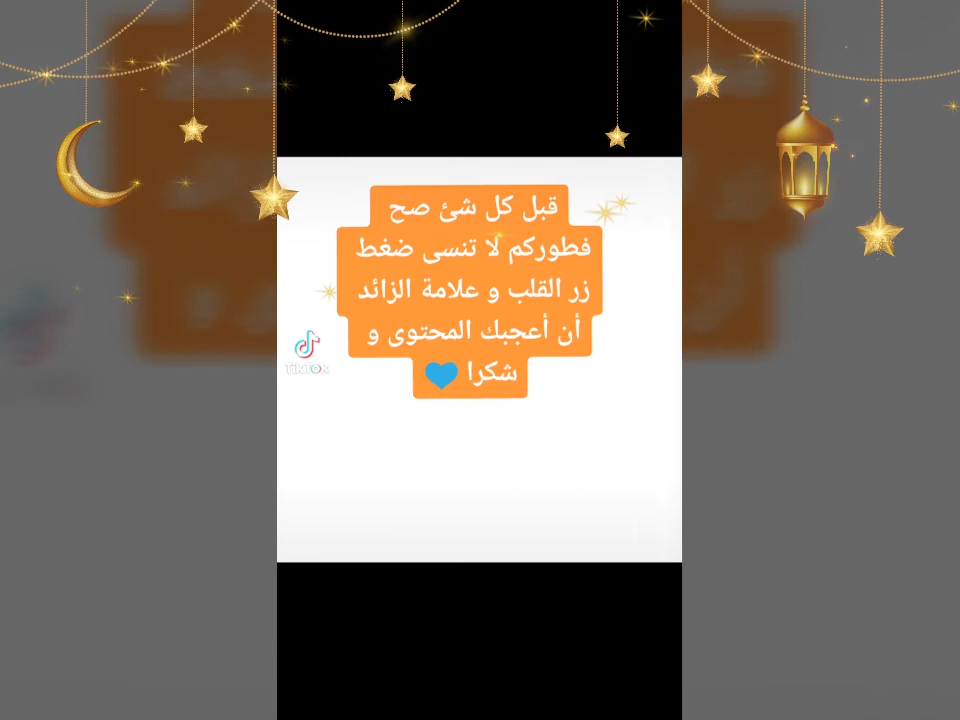 قبل كل شئ صح
فطوركم لا تنسى ضغط
زر القلب و علامة الزائد
أن أعجبك المحتوى و
شكرا 💙
TIKTOK